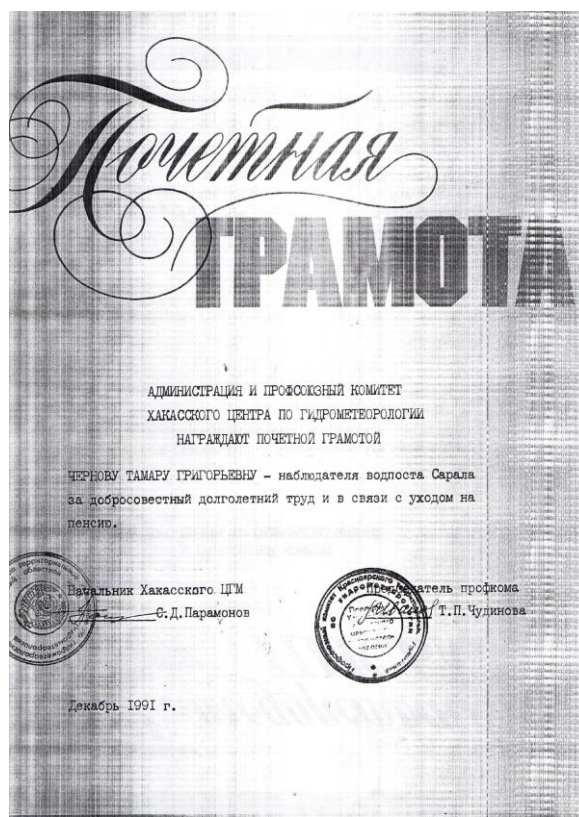 Почетная
ГРАМОТА
АДМИНИСТРАЦИЯ И ПРОФСОЮЗНЫЙ КОМИТЕТ
ХАКАССКОГО ЦЕНТРА ПО ГИДРОМЕТЕОРОЛОГИИ
НАГРАЖДАЮТ ПОЧЕТНОЙ ГРАМОТОЙ
ЧЕРНОВУ ТАМАРУ ГРИГОРЬЕВНУ – наблюдателя водпоста Сарала
за добросовестный долголетний труд и в связи с уходом на
пенсию.
Начальник Хакасского ЦГМ
С.Д.Парамонов
Председатель профкома
Т.П.Чудинова
Декабрь 1991 г.